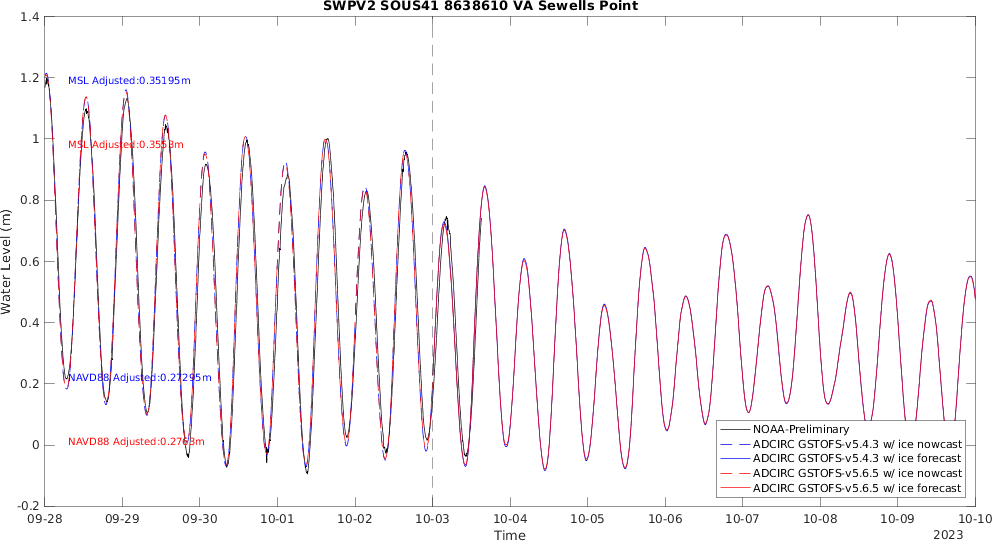 SWPV2 SOUS41 8638610 VA Sewells Point
1.4
1.2
1
0.8
0.6
0.4
0.2
0
-0.2
Water Level (m)
MSL Adjusted:0.35195m
MSL Adjusted:0.3553m
NAVD88 Adjusted:0.27295m
NAVD88 Adjusted:0.2763m
NOAA-Preliminary
ADCIRC GSTOFS-v5.4.3 w/ ice nowcast
ADCIRC GSTOFS-v5.4.3 w/ ice forecast
ADCIRC GSTOFS-v5.6.5 w/ ice nowcast
ADCIRC GSTOFS-v5.6.5 w/ ice forecast
09-28 09-29 09-30 10-01 10-02 10-03 10-04 10-05 10-06 10-07 10-08 10-09 10-10
Time
2023